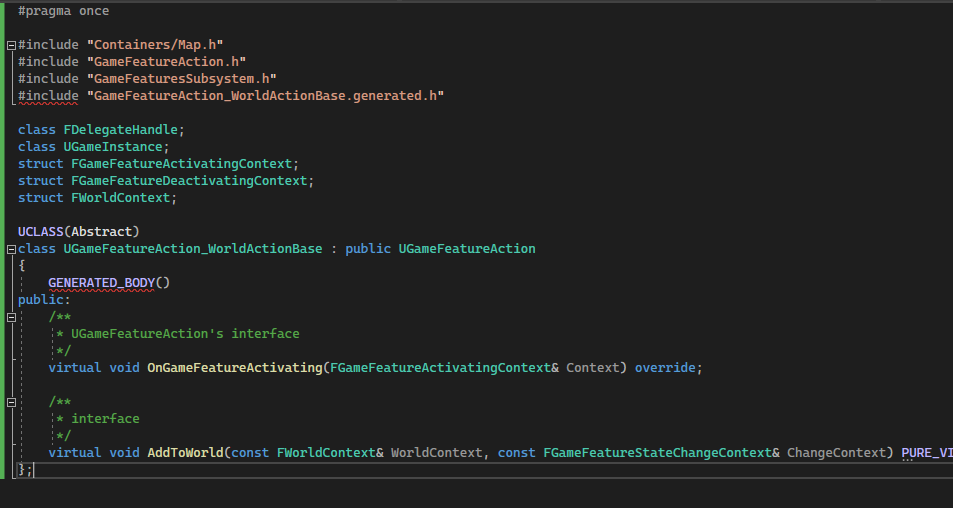 #pragma once
#include "Containers/Map.h"
#include "GameFeatureAction.h"
#include "GameFeaturesSubsystem.h"
#include "GameFeatureAction_WorldActionBase.generated.h"
class FDelegateHandle;
class UGameInstance;
struct FGameFeatureActivatingContext;
struct FGameFeatureDeactivatingContext;
struct FWorldContext;
UCLASS(Abstract)
class UGameFeatureAction_WorldActionBase : public UGameFeatureAction
{
GENERATED_BODY()
public:
/**
* UGameFeatureAction's interface
*/
virtual void OnGameFeatureActivating(FGameFeatureActivatingContext& Context) override;
/**
* interface
*/
virtual void AddToWorld(const FWorldContext& WorldContext, const FGameFeatureStateChangeContext& ChangeContext) PURE_VI
};